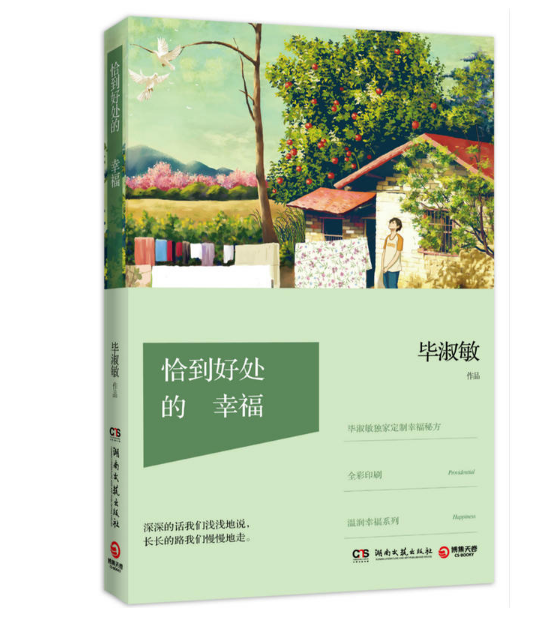 恰到好处的 幸福
毕淑敏
作品
CS
湖南文艺出版社
恰到好处
的 幸福
毕淑敏
作品
毕淑敏独家定制幸福秘方
全彩印刷
Providential
温润幸福系列
Happiness
深深的话我们浅浅地说，
长长的路我们慢慢地走。
CS 湖南文艺出版社
博集天卷
CS-BOOKY